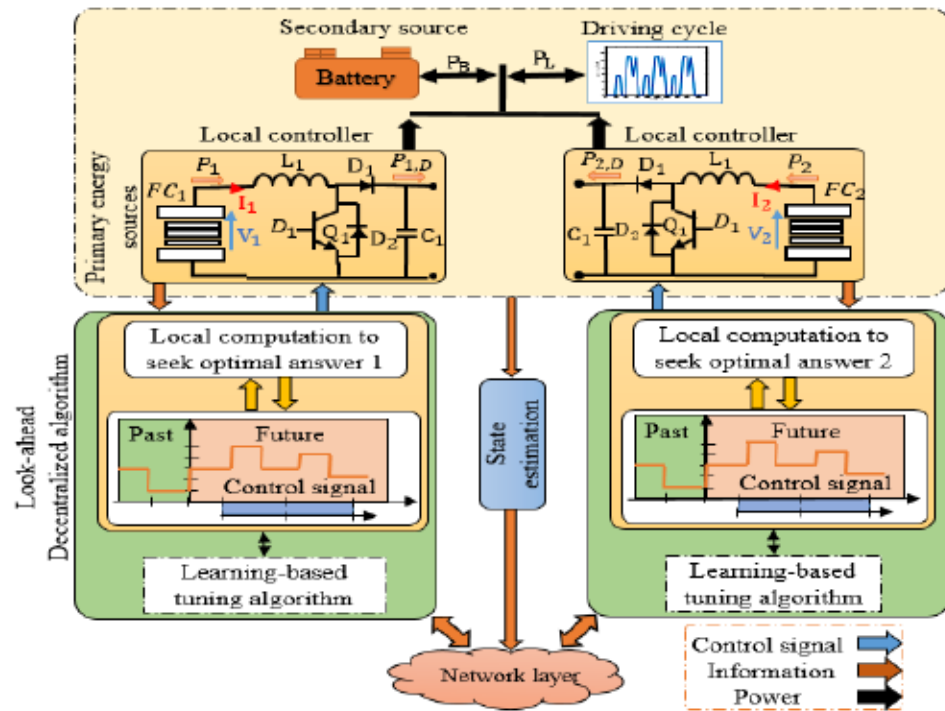 Secondary source
Driving cycle
Battery
P_B
P_L
Local controller
Local controller
Primary energy
sources
P_1
L_1
D_1
P_{1,D}
FC_1
I_1
V_1
D_1
Q_1
D_2
C_1
P_{2,D}
D_1
L_1
P_2
FC_2
I_2
V_2
C_1
D_2
Q_1
D_1
Look-ahead
Decentralized algorithm
Local computation to
seek optimal answer 1
Past
Future
Control signal
Learning-based
tuning algorithm
State
estimation
Local computation to
seek optimal answer 2
Past
Future
Control signal
Learning-based
tuning algorithm
Network layer
Control signal
Information
Power